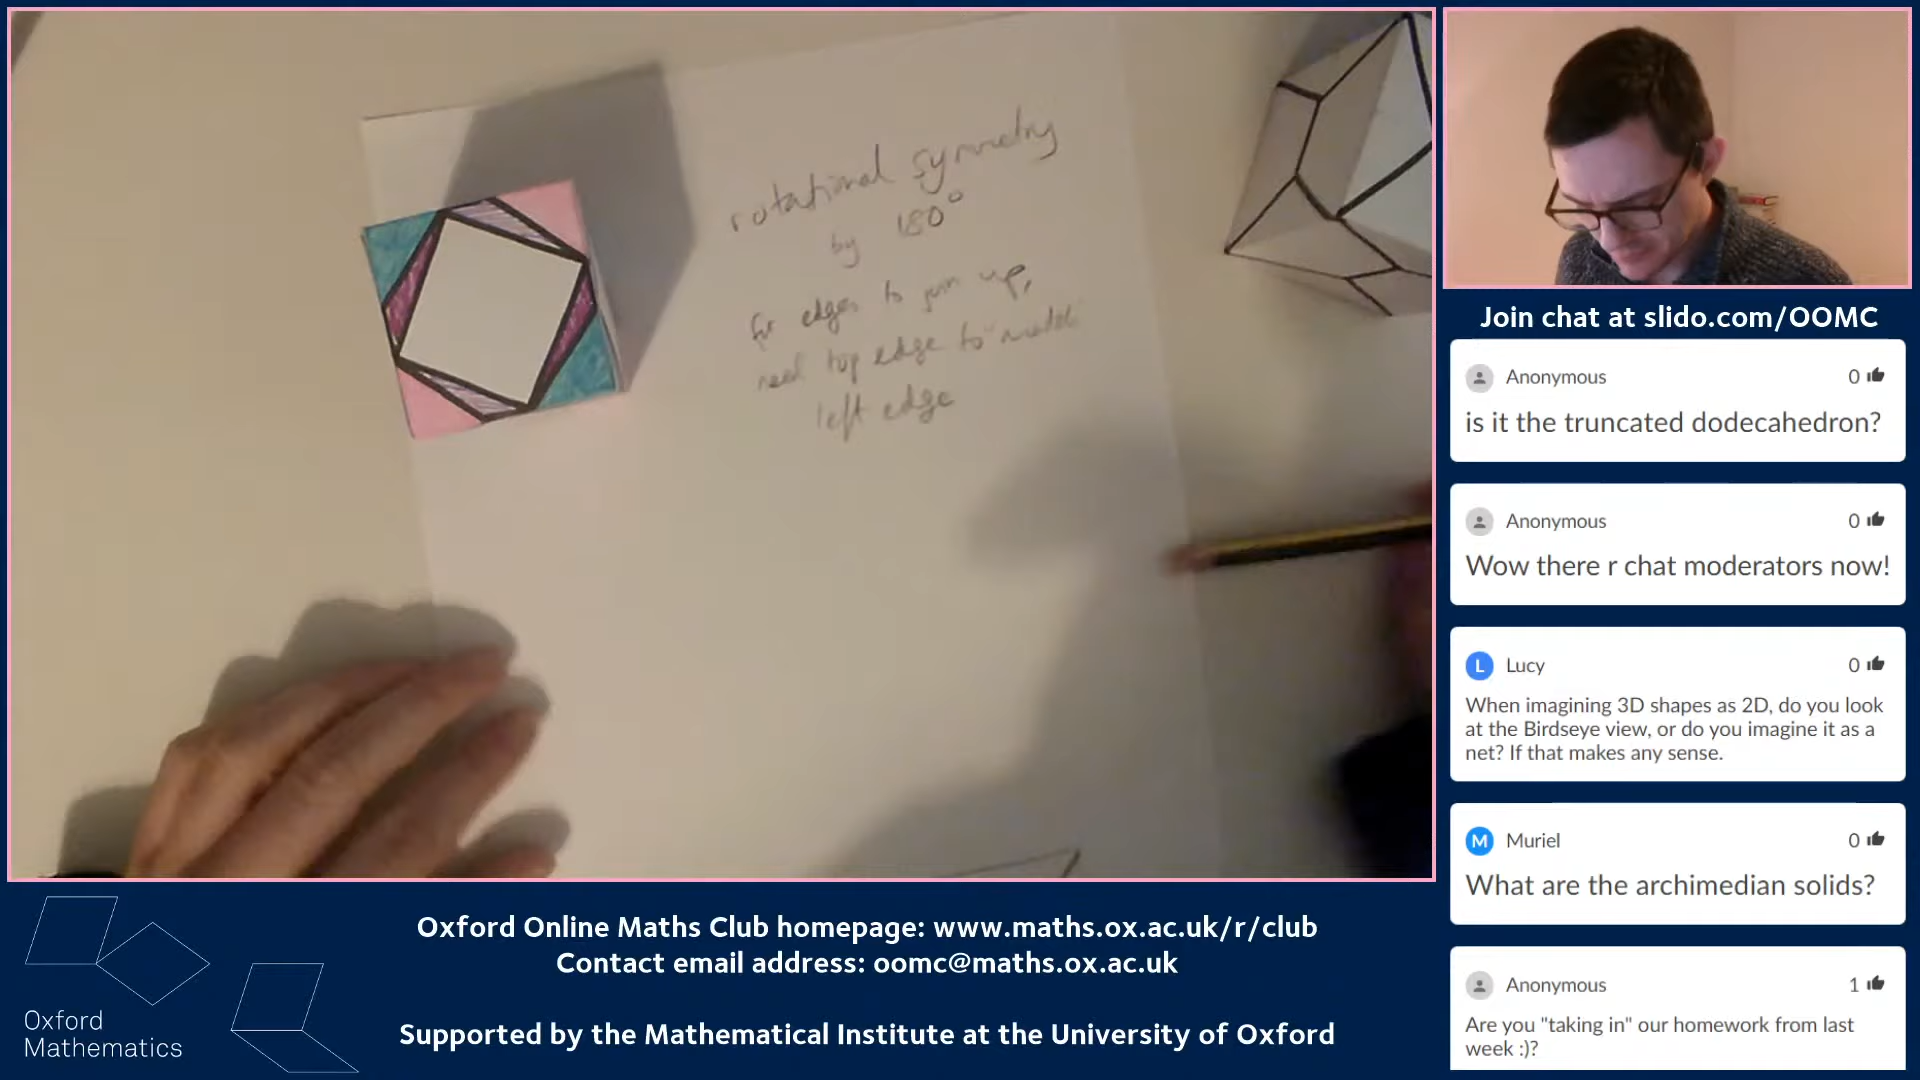 rotational symmetry
by 180°
for edges to join up,
need top edge to "match"
left edge
Join chat at slido.com/OOMC
Anonymous
0
is it the truncated dodecahedron?
Anonymous
0
Wow there r chat moderators now!
L Lucy
0
When imagining 3D shapes as 2D, do you look
at the Birdseye view, or do you imagine it as a
net? If that makes any sense.
M Muriel
0
What are the archimedian solids?
Anonymous
1
Are you "taking in" our homework from last
week :)?
Oxford
Mathematics
Oxford Online Maths Club homepage: www.maths.ox.ac.uk/r/club
Contact email address: oomc@maths.ox.ac.uk
Supported by the Mathematical Institute at the University of Oxford